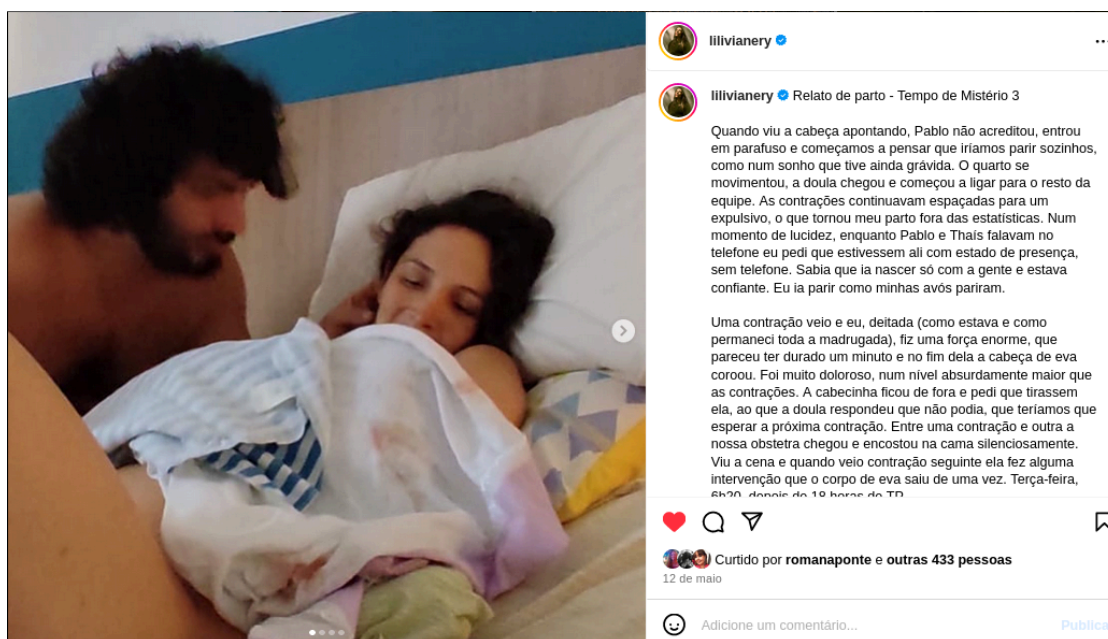 lilivianery
lilivianery Relato de parto - Tempo de Mistério 3
Quando viu a cabeça apontando, Pablo não acreditou, entrou
em parafuso e começamos a pensar que iríamos parir sozinhos,
como num sonho que tive ainda grávida. O quarto se
movimentou, a doula chegou e começou a ligar para o resto da
equipe. As contrações continuavam espaçadas para um
expulsivo, o que tornou meu parto fora das estatísticas. Num
momento de lucidez, enquanto Pablo e Thaís falavam no
telefone eu pedi que estivessem ali com estado de presença,
sem telefone. Sabia que ia nascer só com a gente e estava
confiante. Eu ia parir como minhas avós pariram.
Uma contração veio e eu, deitada (como estava e como
permaneci toda a madrugada), fiz uma força enorme, que
pareceu ter durado um minuto e no fim dela a cabeça de eva
coroou. Foi muito doloroso, num nível absurdamente maior que
as contrações. A cabecinha ficou de fora e pedi que tirassem
ela, ao que a doula respondeu que não podia, que teríamos que
esperar a próxima contração. Entre uma contração e outra a
nossa obstetra chegou e encostou na cama silenciosamente.
Viu a cena e quando veio contração seguinte ela fez alguma
intervenção que o corpo de eva saiu de uma vez. Terça-feira,
6h20, depois de 18 horas de TP
Curtido por romanaponte e outras 433 pessoas
12 de maio
Adicione um comentário...
Publica